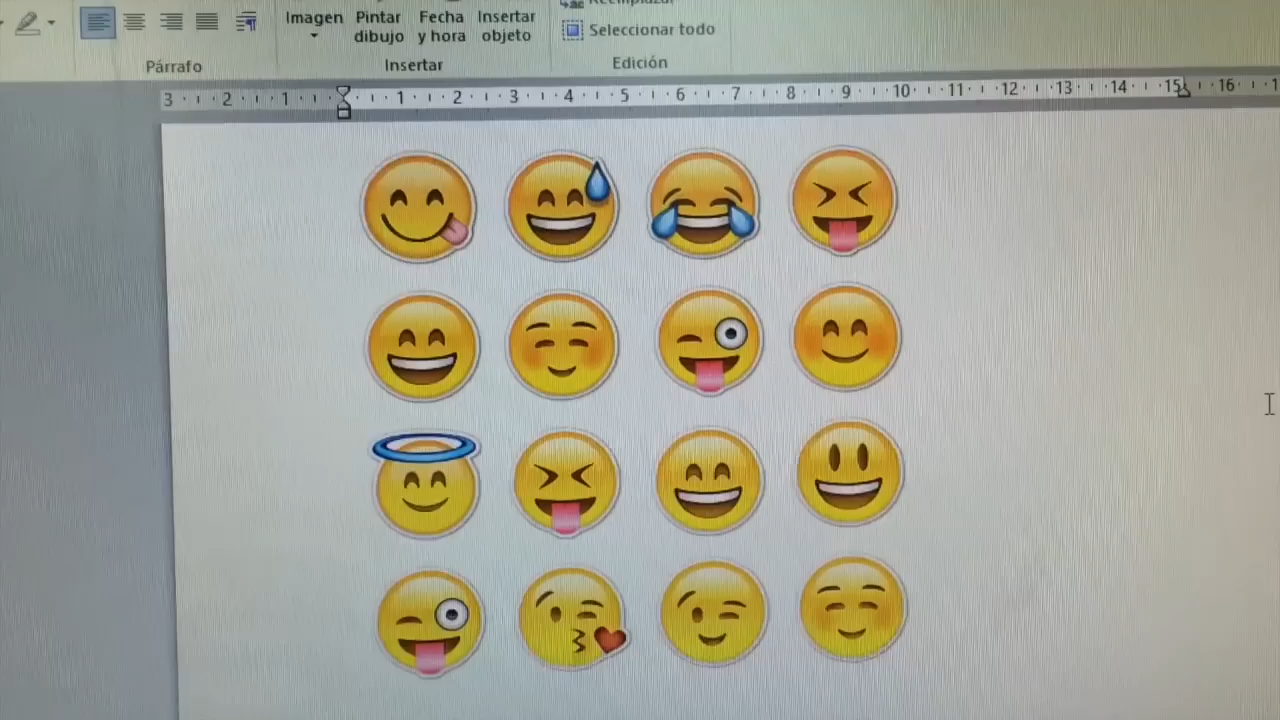 Imagen
Pintar dibujo
Fecha y hora
Insertar objeto
Reemplazar
Seleccionar todo
Párrafo
Insertar
Edición
3 2 1 1 2 3 4 5 6 7 8 9 10 11 12 13 14 15 16